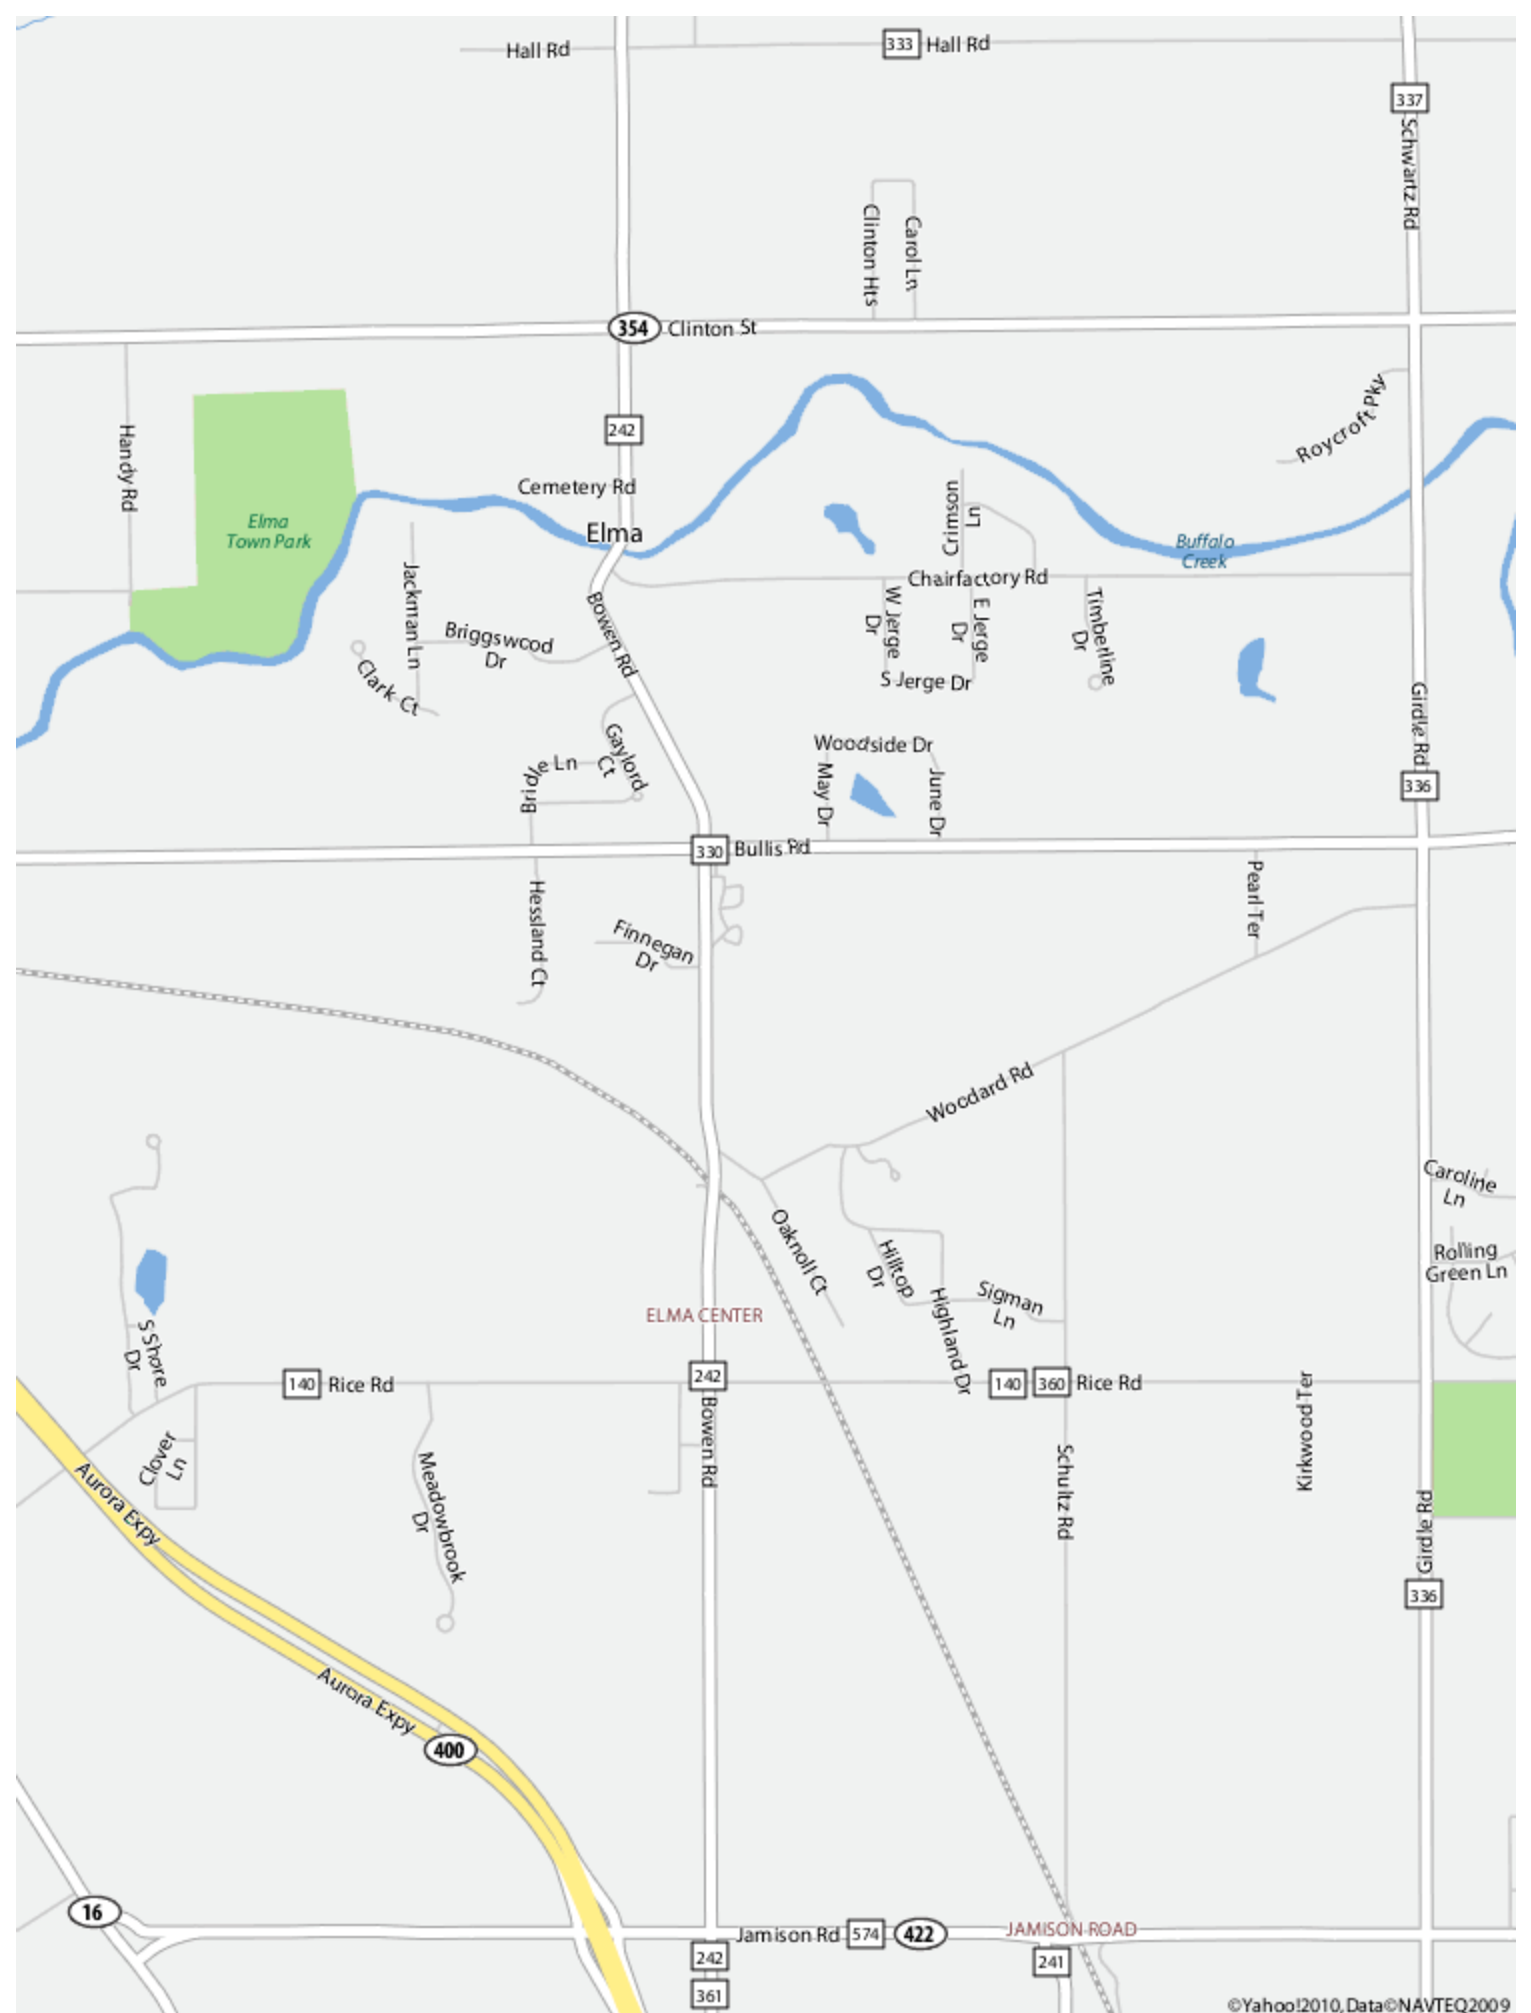 Hall Rd
333
Hall Rd
337
Schwartz Rd
Clinton Hts
Carol Ln
354
Clinton St
Roycroft Pky
242
Handy Rd
Cemetery Rd
Crimson
Ln
Elma
Town Park
Elma
Buffalo
Creek
Chairfactory Rd
Jackman Ln
Bowen Rd
W Jerge
Dr
E Jerge
Dr
Timberline
Dr
Briggswood
Dr
Clark Ct
S Jerge Dr
Girdle Rd
Gaylord
Ct
Bridle Ln
Woodside Dr
May Dr
June Dr
336
330
Bullis Rd
Pearl Ter
Hessland Ct
Finnegan
Dr
Woodard Rd
Caroline
Ln
Oaknoll Ct
Hilltop
Dr
Rolling
Green Ln
Highland Dr
Sigman
Ln
ELMA CENTER
S Shore
Dr
140
Rice Rd
242
140
360
Rice Rd
Kirkwood Ter
Bowen Rd
Clover
Ln
Meadowbrook
Dr
Schultz Rd
Aurora Expy
Girdle Rd
336
Aurora Expy
400
16
Jamison Rd
574
422
JAMISON ROAD
242
241
361
©Yahoo!2010, Data©NAVTEQ2009